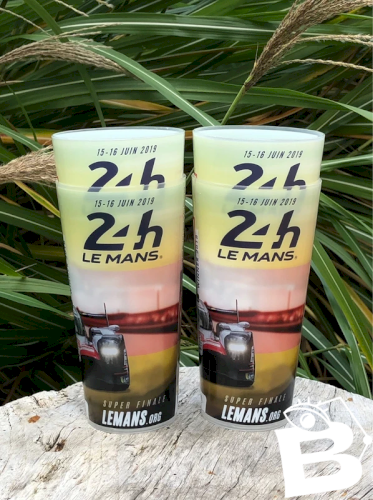 15-16 JUIN 2019
24h
15-16 JUIN 2019
24h
LE MANS
SUPER FINALE
LEMANS.ORG
15-16 JUIN 2019
24h
15-16 JUIN 2019
24h
LE MANS
SUPER FINALE
LEMANS.ORG
B